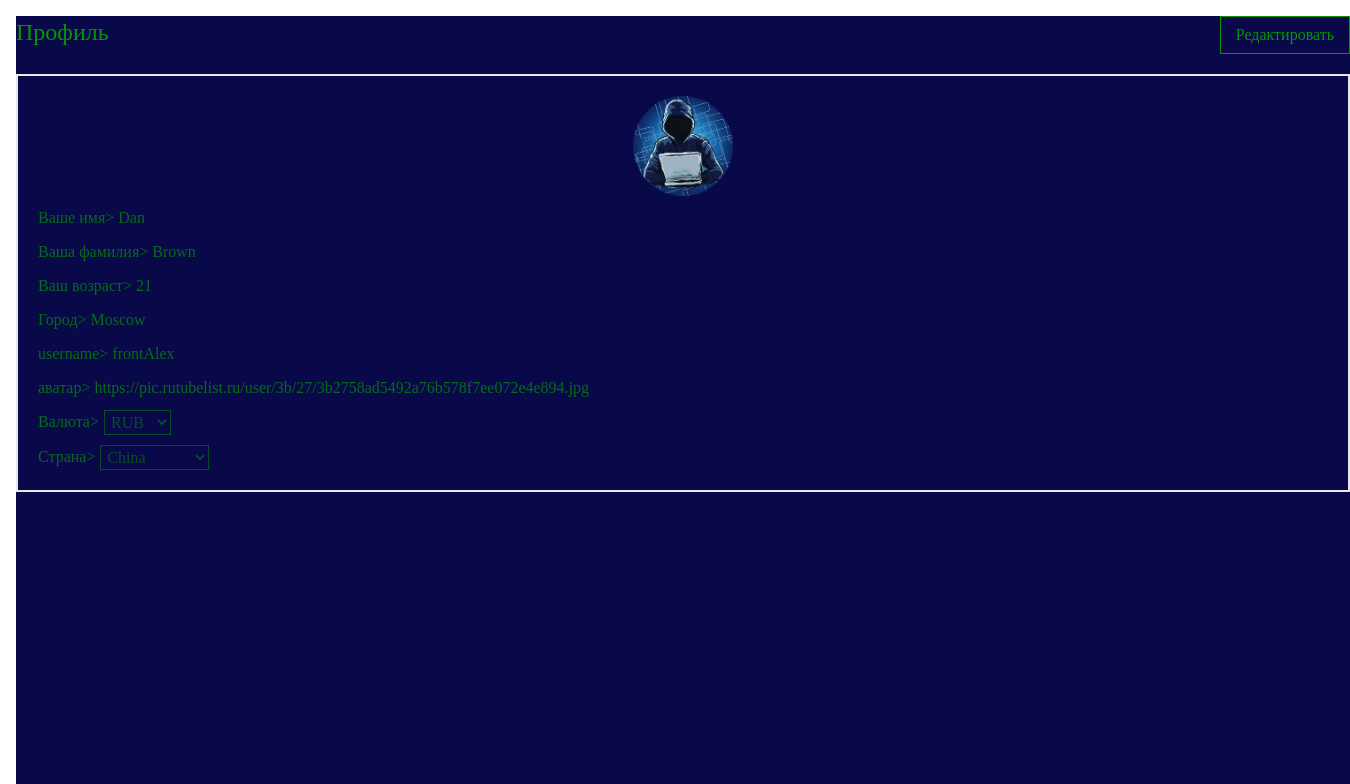 Профиль
Редактировать
Ваше имя> Dan
Ваша фамилия> Brown
Ваш возраст> 21
Город> Moscow
username> frontAlex
аватар> https://pic.rutubelist.ru/user/3b/27/3b2758ad5492a76b578f7ee072e4e894.jpg
Валюта> RUB
Страна> China